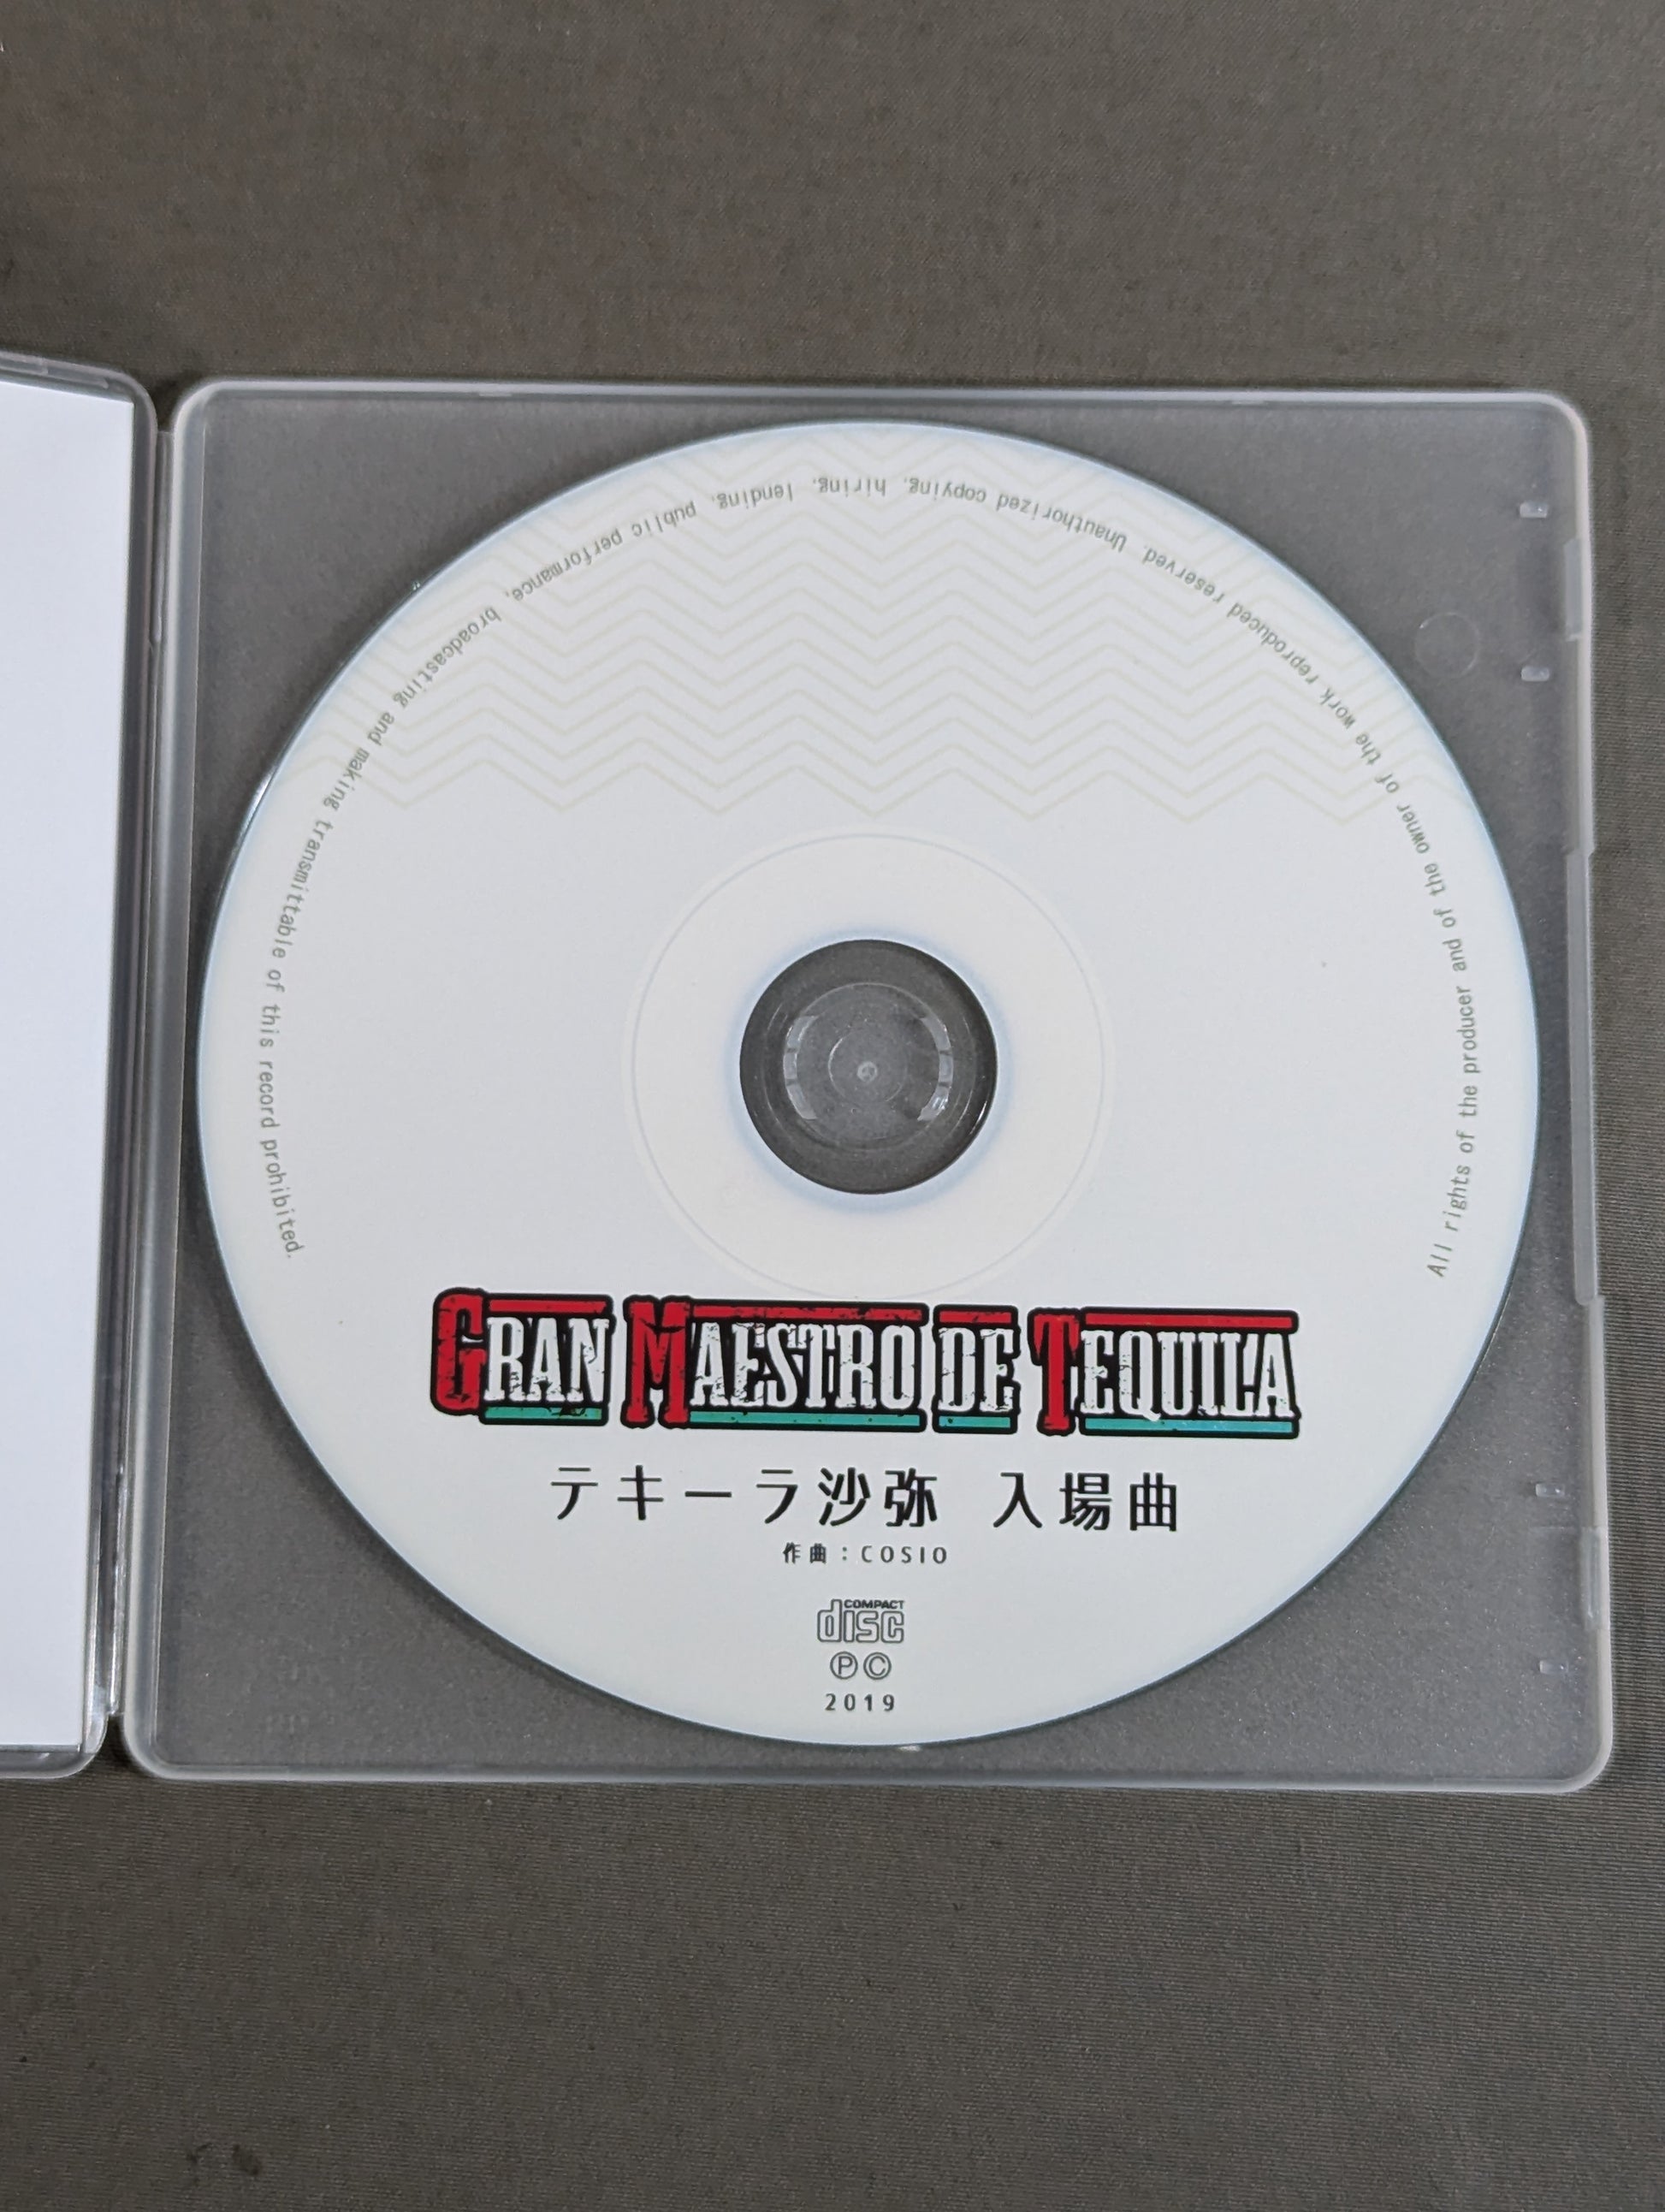 All rights of the producer and of the owner of the work reproduced reserved. Unauthorized copying, hiring, lending, public performance, broadcasting and making transmittable of this record prohibited.
GRAN MAESTRO DE TEQUILA
テキーラ沙弥 入場曲
作曲:COSIO
COMPACT
disc
ⓅⒸ
2019